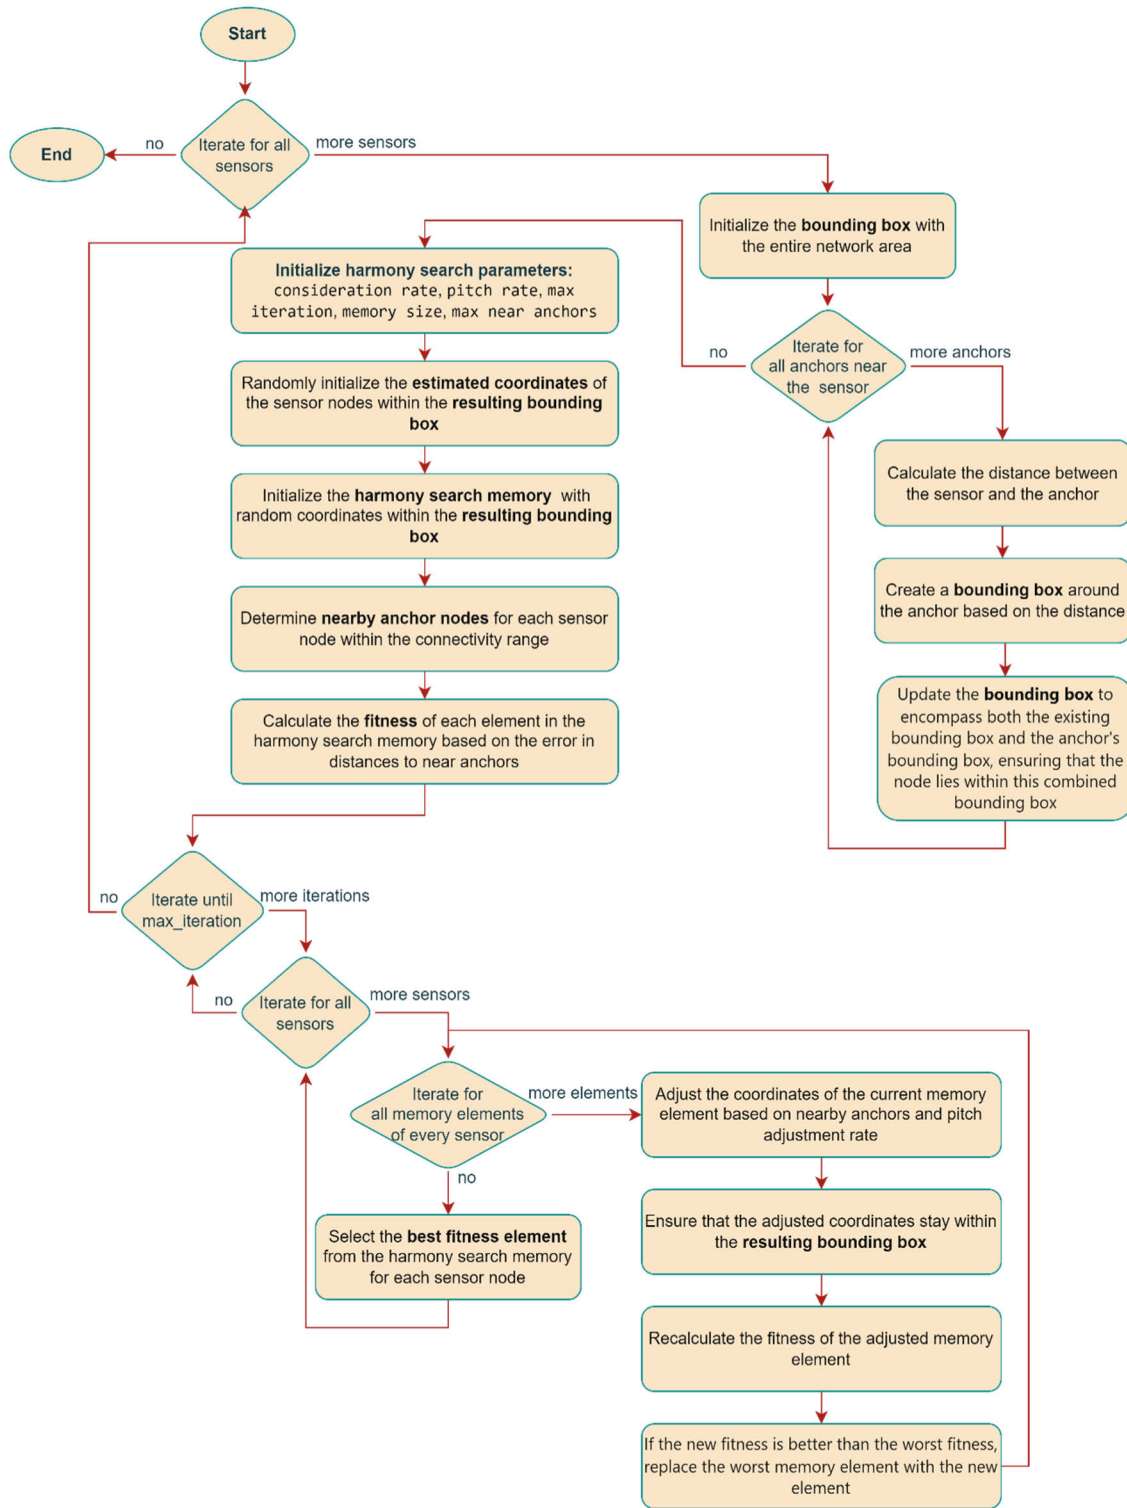 Start
Iterate for all
sensors
no
End
more sensors
Initialize the bounding box with
the entire network area
Iterate for
all anchors near
the sensor
no
more anchors
Calculate the distance between
the sensor and the anchor
Create a bounding box around
the anchor based on the distance
Update the bounding box to
encompass both the existing
bounding box and the anchor's
bounding box, ensuring that the
node lies within this combined
bounding box
Initialize harmony search parameters:
consideration rate, pitch rate, max
iteration, memory size, max near anchors
Randomly initialize the estimated coordinates of
the sensor nodes within the resulting bounding
box
Initialize the harmony search memory with
random coordinates within the resulting bounding
box
Determine nearby anchor nodes for each sensor
node within the connectivity range
Calculate the fitness of each element in the
harmony search memory based on the error in
distances to near anchors
Iterate until
max_iteration
no
more iterations
Iterate for all
sensors
no
more sensors
Iterate for
all memory elements
of every sensor
more elements
no
Select the best fitness element
from the harmony search memory
for each sensor node
Adjust the coordinates of the current memory
element based on nearby anchors and pitch
adjustment rate
Ensure that the adjusted coordinates stay within
the resulting bounding box
Recalculate the fitness of the adjusted memory
element
If the new fitness is better than the worst fitness,
replace the worst memory element with the new
element